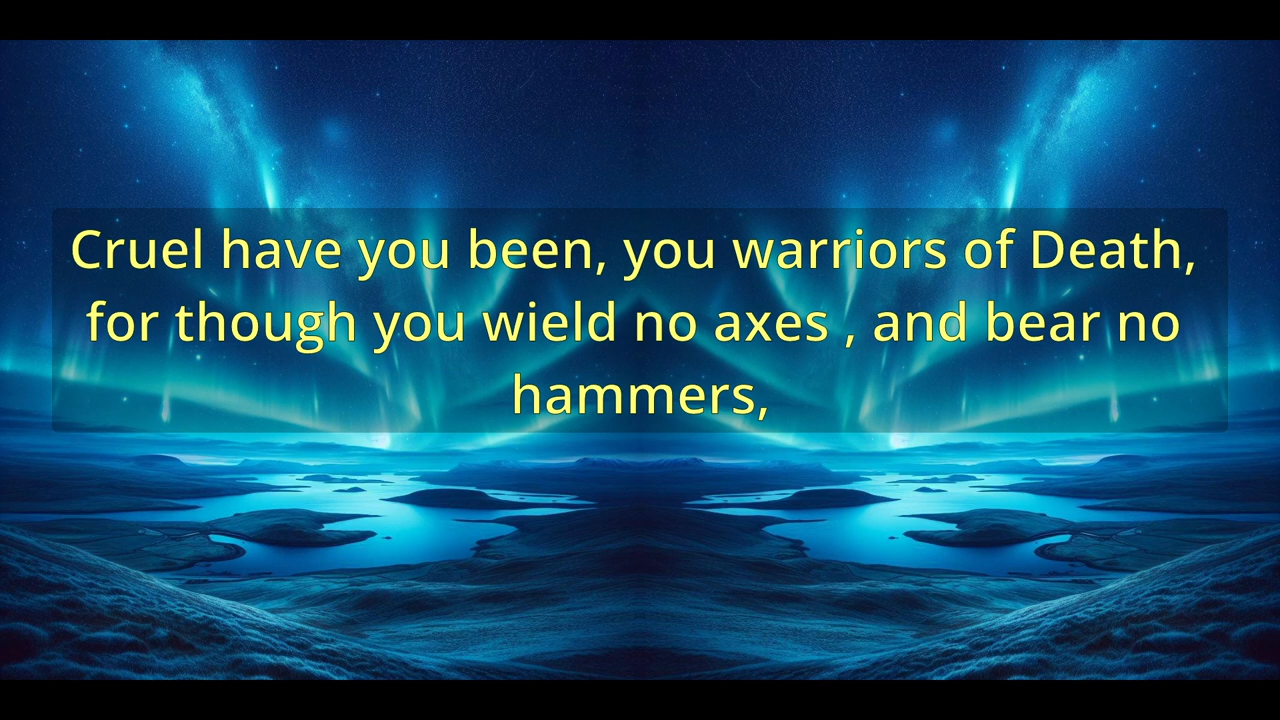 Cruel have you been, you warriors of Death,
for though you wield no axes , and bear no
hammers,